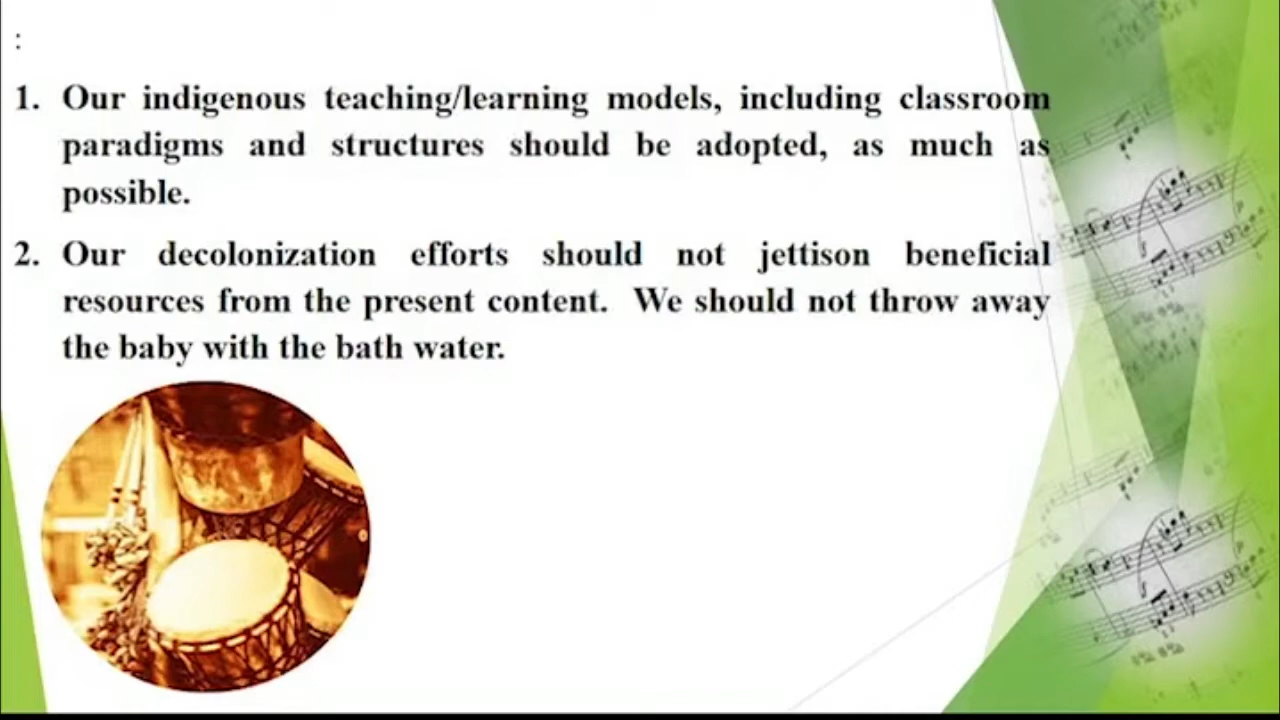 :
1. Our indigenous teaching/learning models, including classroom
paradigms and structures should be adopted, as much as
possible.
2. Our decolonization efforts should not jettison beneficial
resources from the present content. We should not throw away
the baby with the bath water.